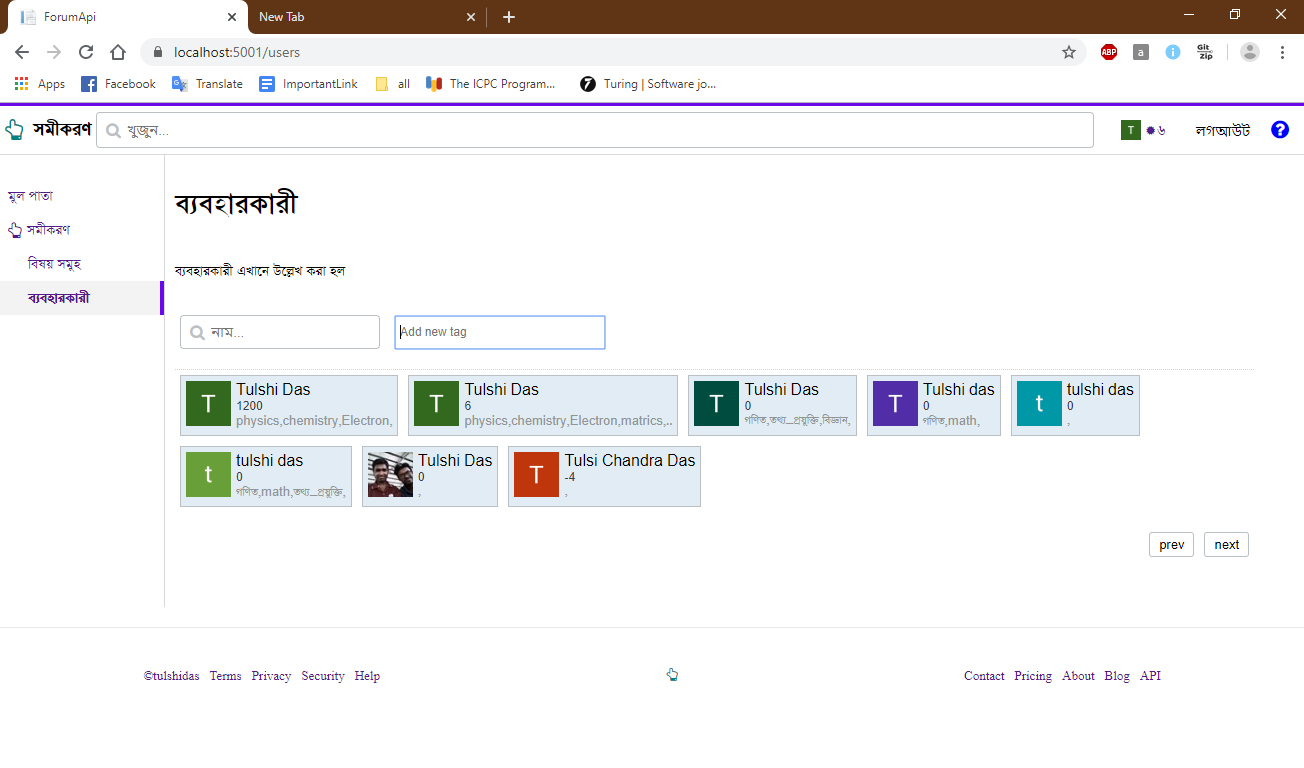 ForumApi
New Tab
localhost:5001/users
ABP a i Git Zip
Apps Facebook Translate ImportantLink all The ICPC Program... Turing | Software jo...
সমীকরণ খুজুন... T ৬ লগআউট ?
মুল পাতা
সমীকরণ
বিষয় সমূহ
ব্যবহারকারী
ব্যবহারকারী
ব্যবহারকারী এখানে উল্লেখ করা হল
নাম... Add new tag
T Tulshi Das
1200
physics,chemistry,Electron,
T Tulshi Das
6
physics,chemistry,Electron,matrics,..
T Tulshi Das
0
গণিত,তথ্য_প্রযুক্তি,বিজ্ঞান,
T Tulshi das
0
গণিত,math,
t tulshi das
0
,
t tulshi das
0
গণিত,math,তথ্য_প্রযুক্তি,
Tulshi Das
0
,
T Tulsi Chandra Das
-4
,
prev next
©tulshidas Terms Privacy Security Help
Contact Pricing About Blog API